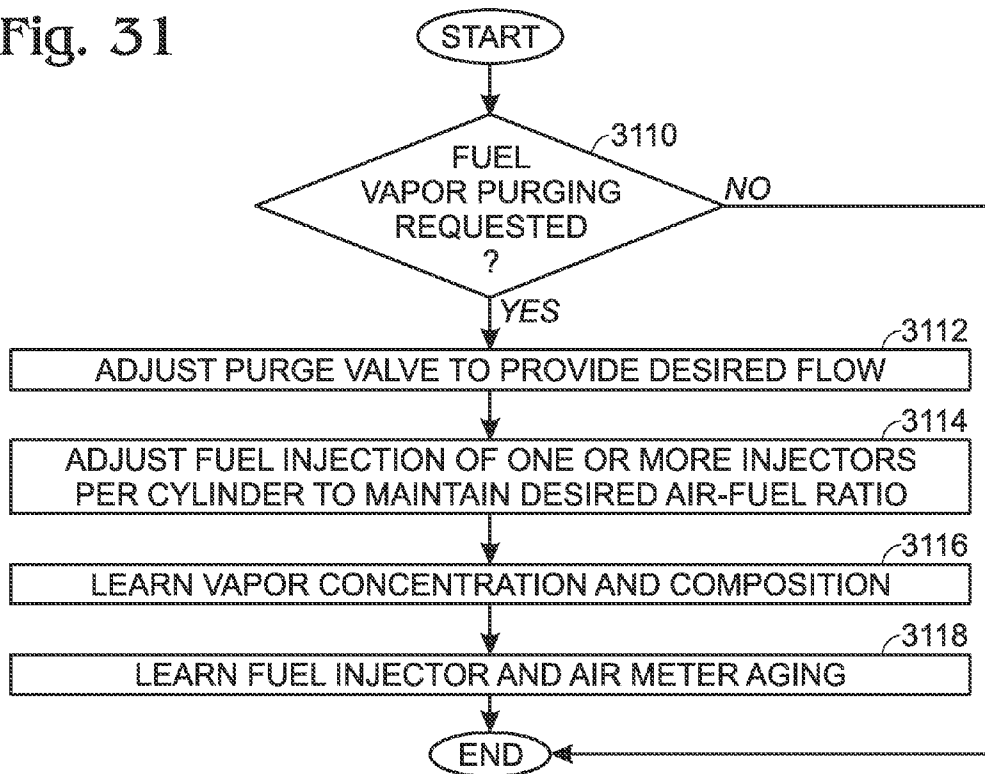 Fig. 31
START
3110
FUEL
VAPOR PURGING
REQUESTED
?
NO
YES
3112
ADJUST PURGE VALVE TO PROVIDE DESIRED FLOW
3114
ADJUST FUEL INJECTION OF ONE OR MORE INJECTORS
PER CYLINDER TO MAINTAIN DESIRED AIR-FUEL RATIO
3116
LEARN VAPOR CONCENTRATION AND COMPOSITION
3118
LEARN FUEL INJECTOR AND AIR METER AGING
END